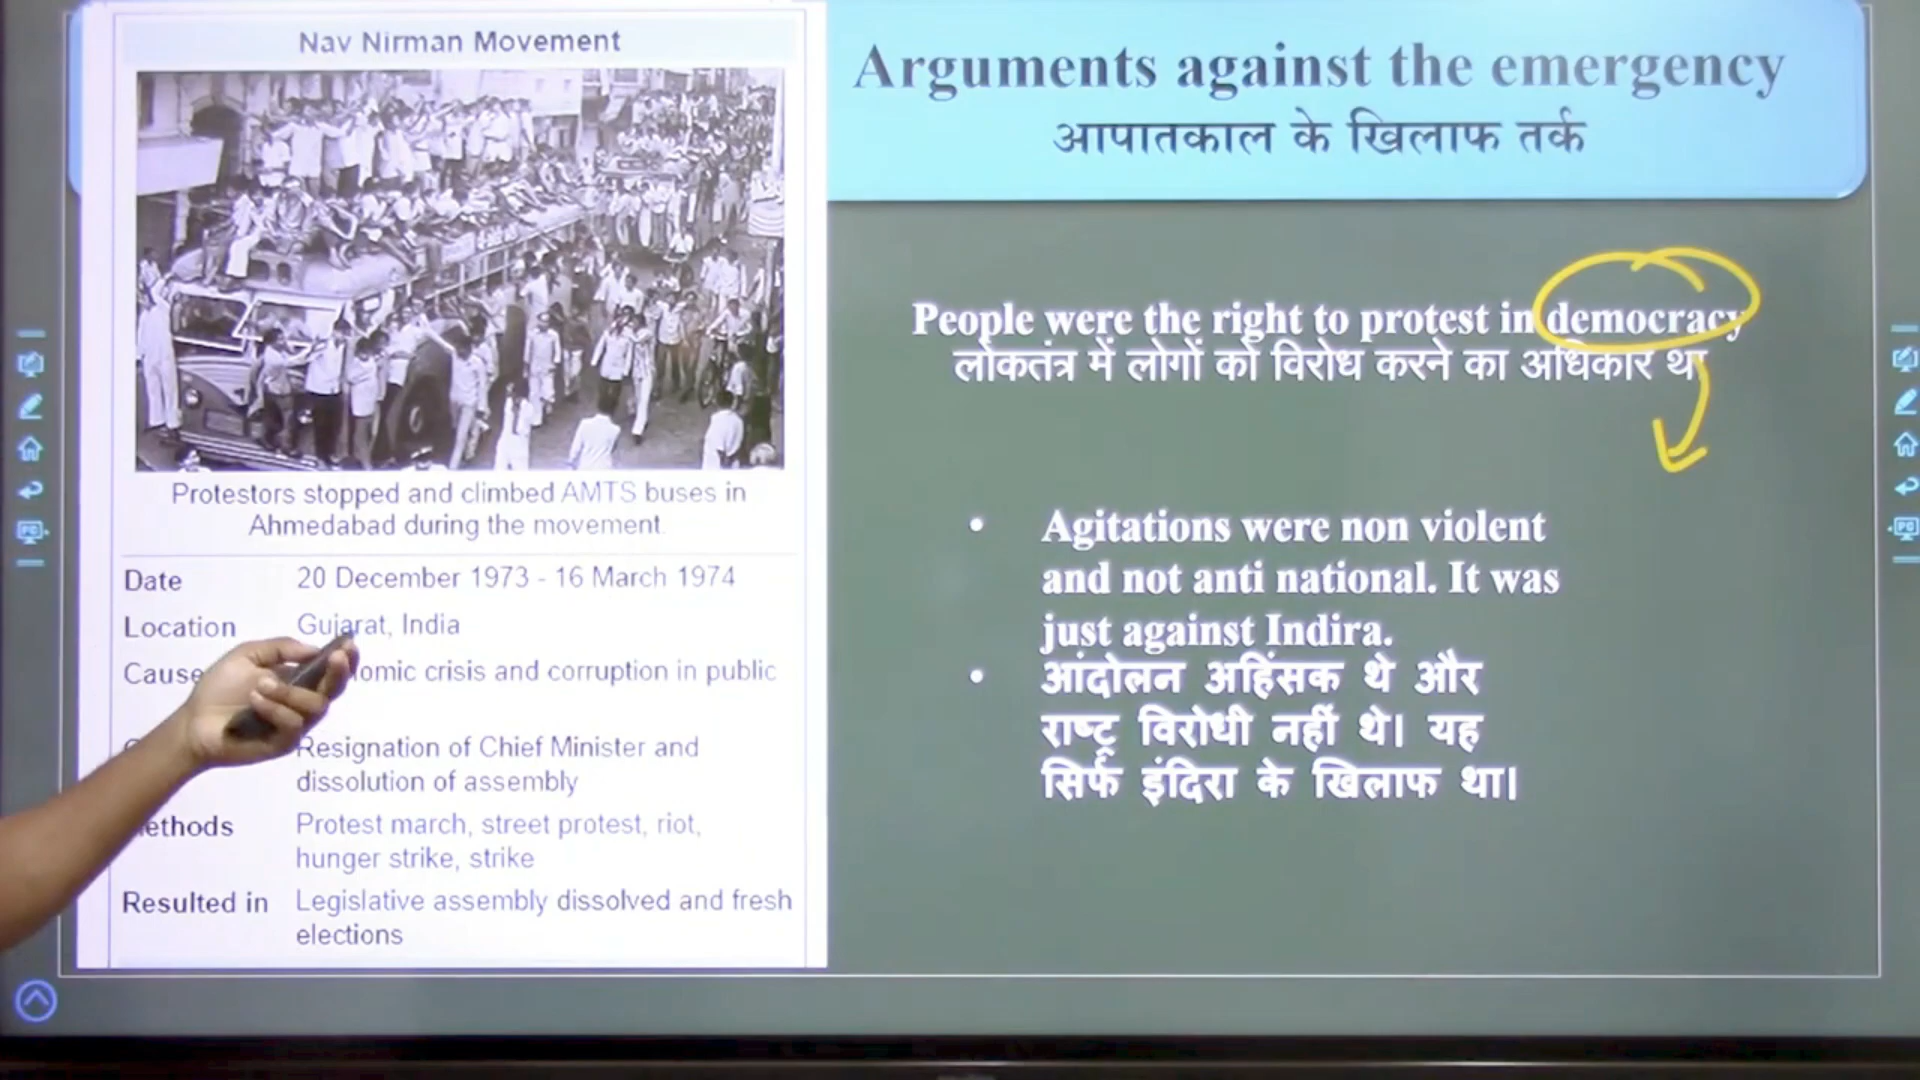 Nav Nirman Movement
Protestors stopped and climbed AMTS buses in
Ahmedabad during the movement.
Date 20 December 1973 - 16 March 1974
Location Gujarat, India
Cause omic crisis and corruption in public
Resignation of Chief Minister and
dissolution of assembly
ethods Protest march, street protest, riot,
hunger strike, strike
Resulted in Legislative assembly dissolved and fresh
elections
Arguments against the emergency
आपातकाल के खिलाफ तर्क
People were the right to protest in democracy
लोकतंत्र में लोगों को विरोध करने का अधिकार था
• Agitations were non violent
and not anti national. It was
just against Indira.
• आंदोलन अहिंसक थे और
राष्ट्र विरोधी नहीं थे। यह
सिर्फ इंदिरा के खिलाफ था।